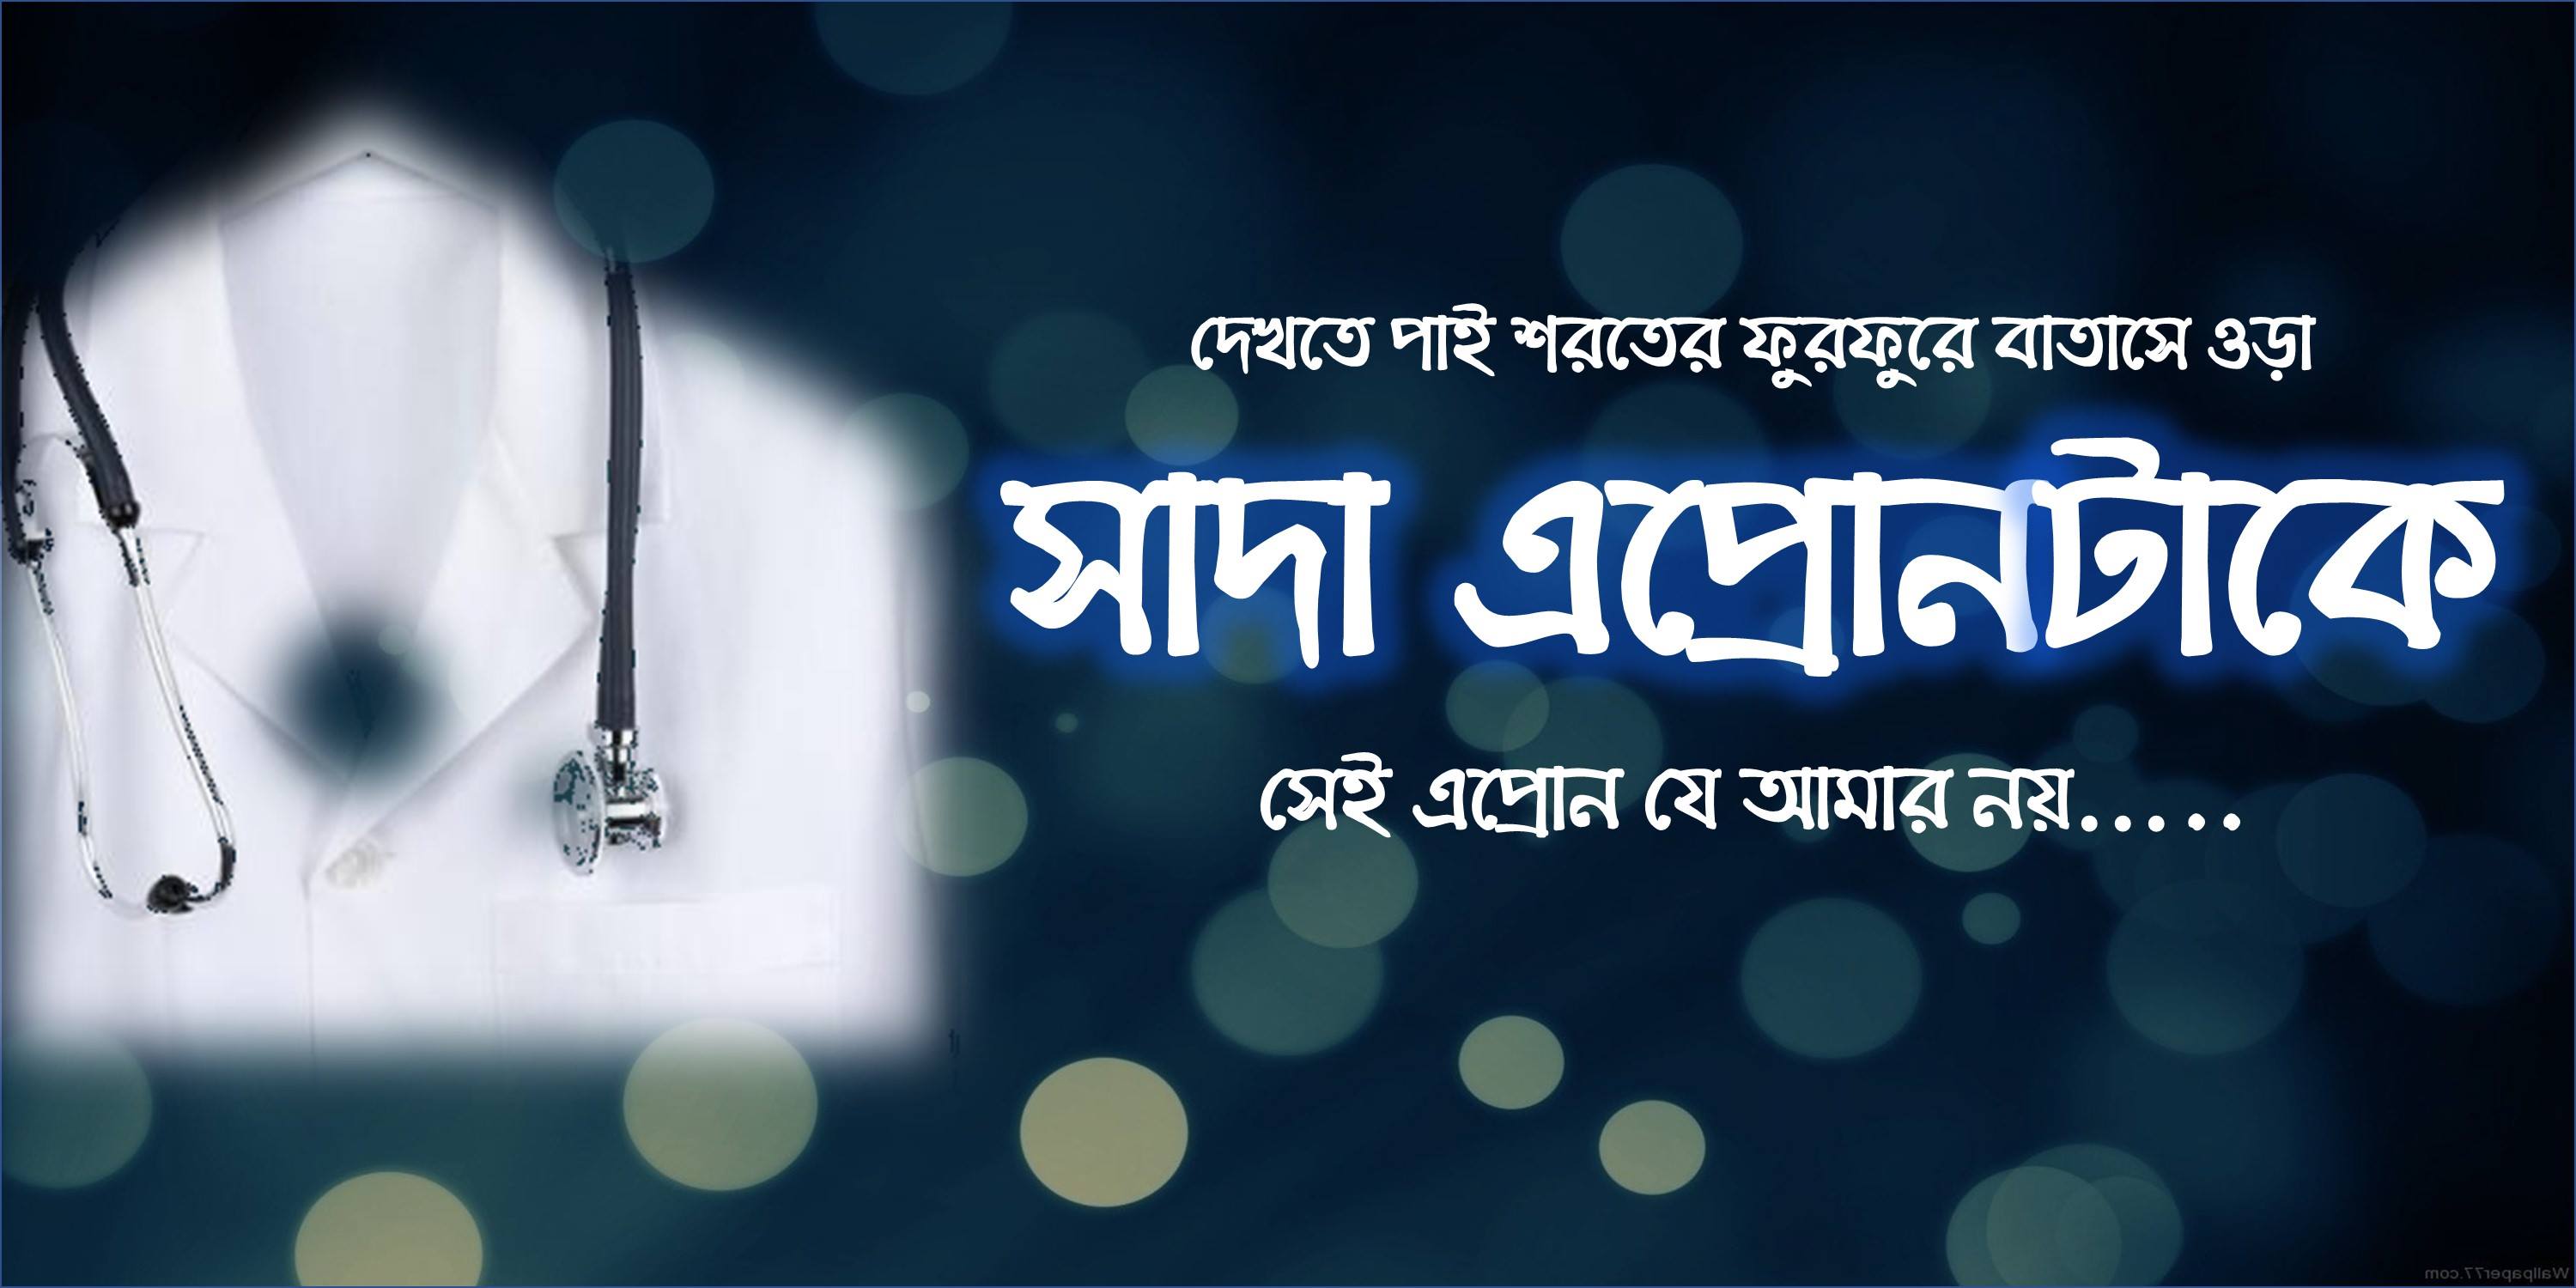 দেখতে পাই শরতের ফুরফুরে বাতাসে ওড়া
সাদা এপ্রোনটাকে
সেই এপ্রোন যে আমার নয়.....
Wallpaper77.com